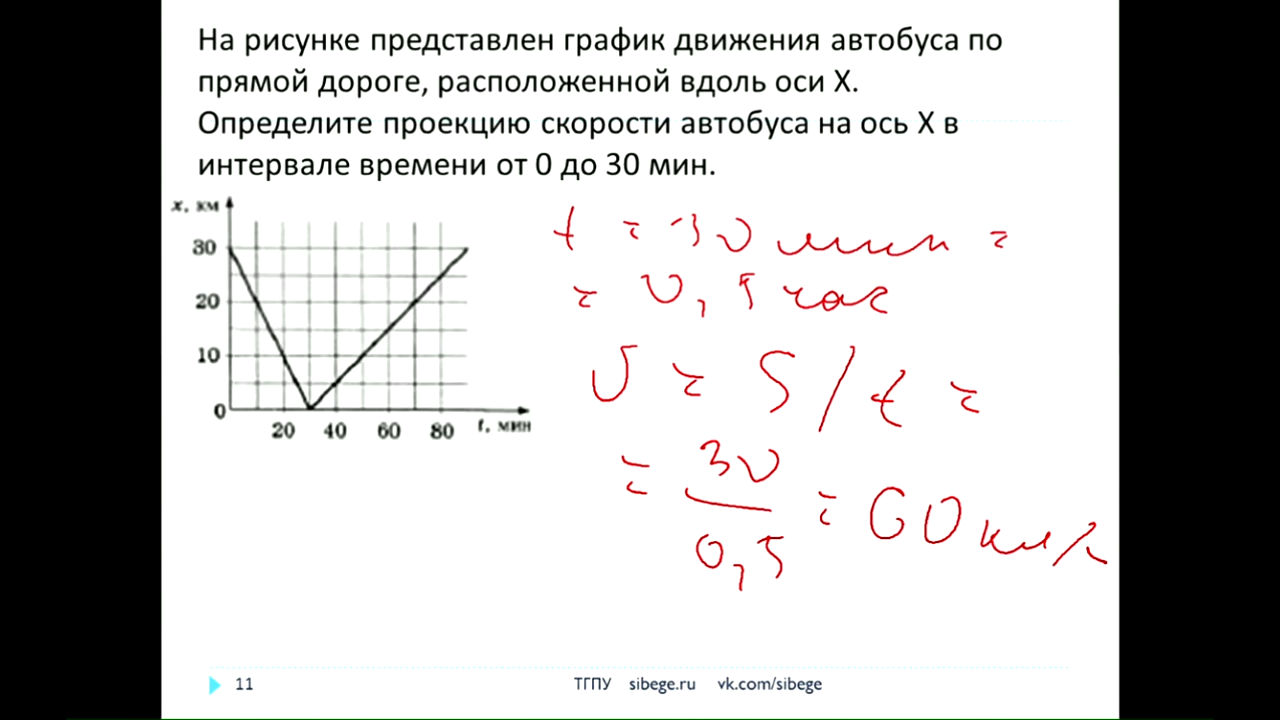 На рисунке представлен график движения автобуса по
прямой дороге, расположенной вдоль оси X.
Определите проекцию скорости автобуса на ось X в
интервале времени от 0 до 30 мин.
x, км
30
20
10
0
20 40 60 80 t, мин
t = 30 мин =
= 0,5 час
υ = S / t =
= 30 / 0,5 = 60 км/ч
11
ТГПУ sibege.ru vk.com/sibege